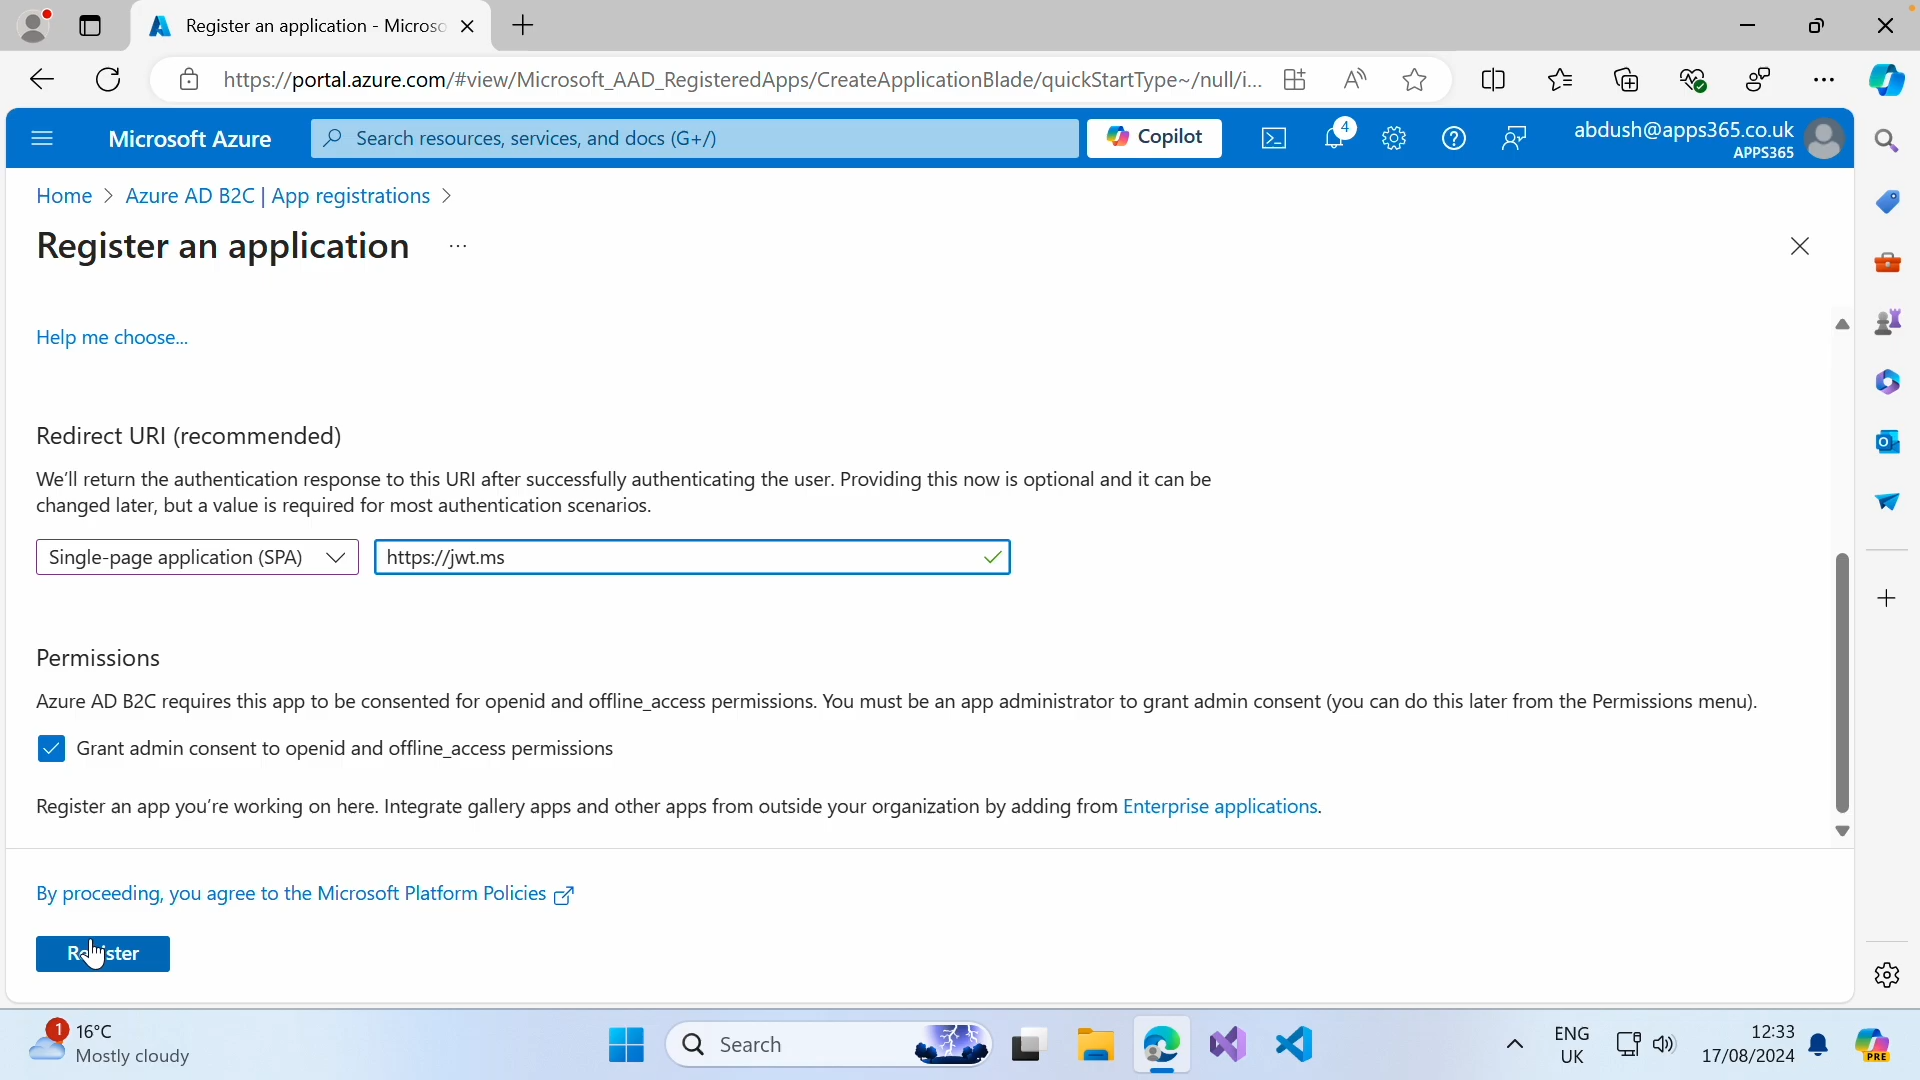 Register an application - Microso
https://portal.azure.com/#view/Microsoft_AAD_RegisteredApps/CreateApplicationBlade/quickStartType~/null/i...
Microsoft Azure
Search resources, services, and docs (G+/)
Copilot
4
abdush@apps365.co.uk
APPS365
Home > Azure AD B2C | App registrations >
Register an application ...
Help me choose...
Redirect URI (recommended)
We'll return the authentication response to this URI after successfully authenticating the user. Providing this now is optional and it can be
changed later, but a value is required for most authentication scenarios.
Single-page application (SPA)
https://jwt.ms
Permissions
Azure AD B2C requires this app to be consented for openid and offline_access permissions. You must be an app administrator to grant admin consent (you can do this later from the Permissions menu).
Grant admin consent to openid and offline_access permissions
Register an app you're working on here. Integrate gallery apps and other apps from outside your organization by adding from Enterprise applications.
By proceeding, you agree to the Microsoft Platform Policies
Register
1
16°C
Mostly cloudy
Search
ENG
UK
12:33
17/08/2024
PRE